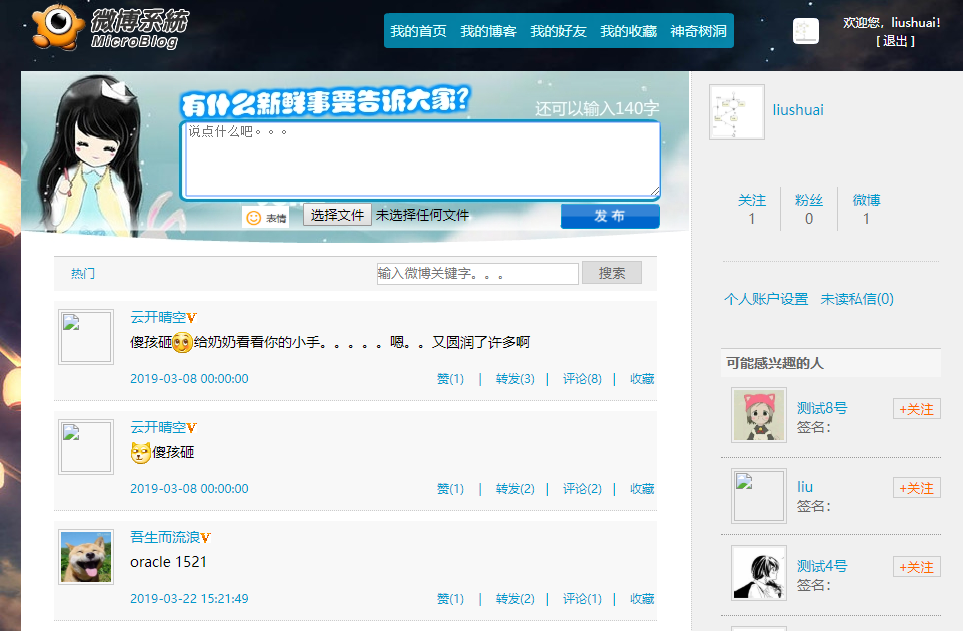 微博系统
MicroBlog
我的首页 我的博客 我的好友 我的收藏 神奇树洞
欢迎您，liushuai!
[ 退出 ]
有什么新鲜事要告诉大家?
还可以输入140字
说点什么吧。。。
表情 选择文件 未选择任何文件 发 布
热门 输入微博关键字。。。 搜索
云开晴空V
傻孩砸给奶奶看看你的小手。。。。。嗯。。又圆润了许多啊
2019-03-08 00:00:00 赞(1) | 转发(3) | 评论(8) | 收藏
云开晴空V
傻孩砸
2019-03-08 00:00:00 赞(1) | 转发(2) | 评论(2) | 收藏
吾生而流浪V
oracle 1521
2019-03-22 15:21:49 赞(1) | 转发(2) | 评论(1) | 收藏
liushuai
关注 粉丝 微博
1 0 1
个人账户设置 未读私信(0)
可能感兴趣的人
测试8号 +关注
签名：
liu +关注
签名：
测试4号 +关注
签名：